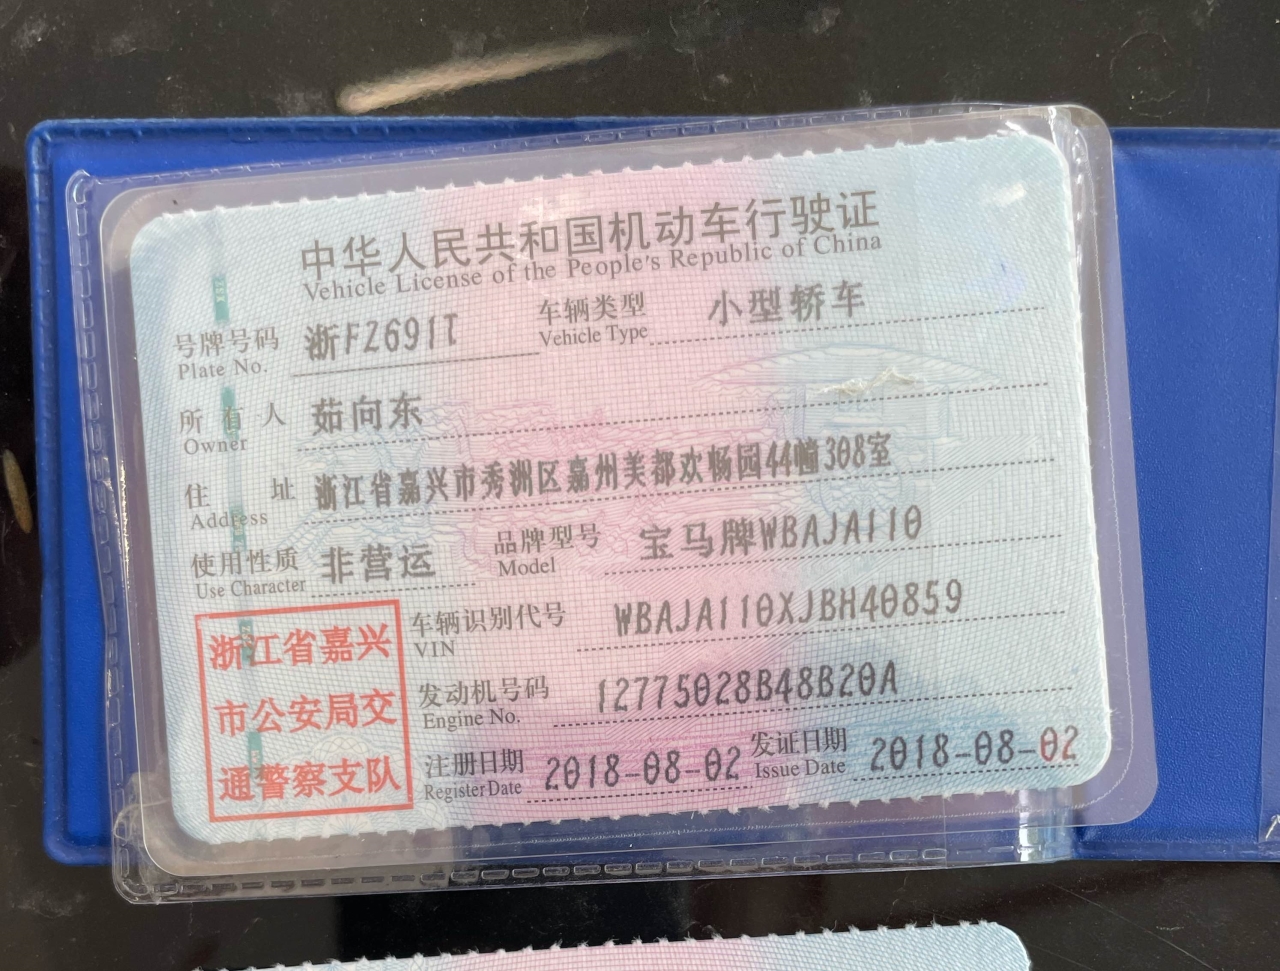 中华人民共和国机动车行驶证
Vehicle License of the People's Republic of China
号牌号码 浙FZ691T 车辆类型 小型轿车
Plate No. Vehicle Type
所有人 茹向东
Owner
住址 浙江省嘉兴市秀洲区嘉州美都欢畅园44幢308室
Address
使用性质 非营运 品牌型号 宝马牌WBAJA110
Use Character Model
车辆识别代号 WBAJA110XJBH40859
VIN
发动机号码 12775028B48B20A
Engine No.
注册日期 2018-08-02 发证日期 2018-08-02
Register Date Issue Date
浙江省嘉兴
市公安局交
通警察支队